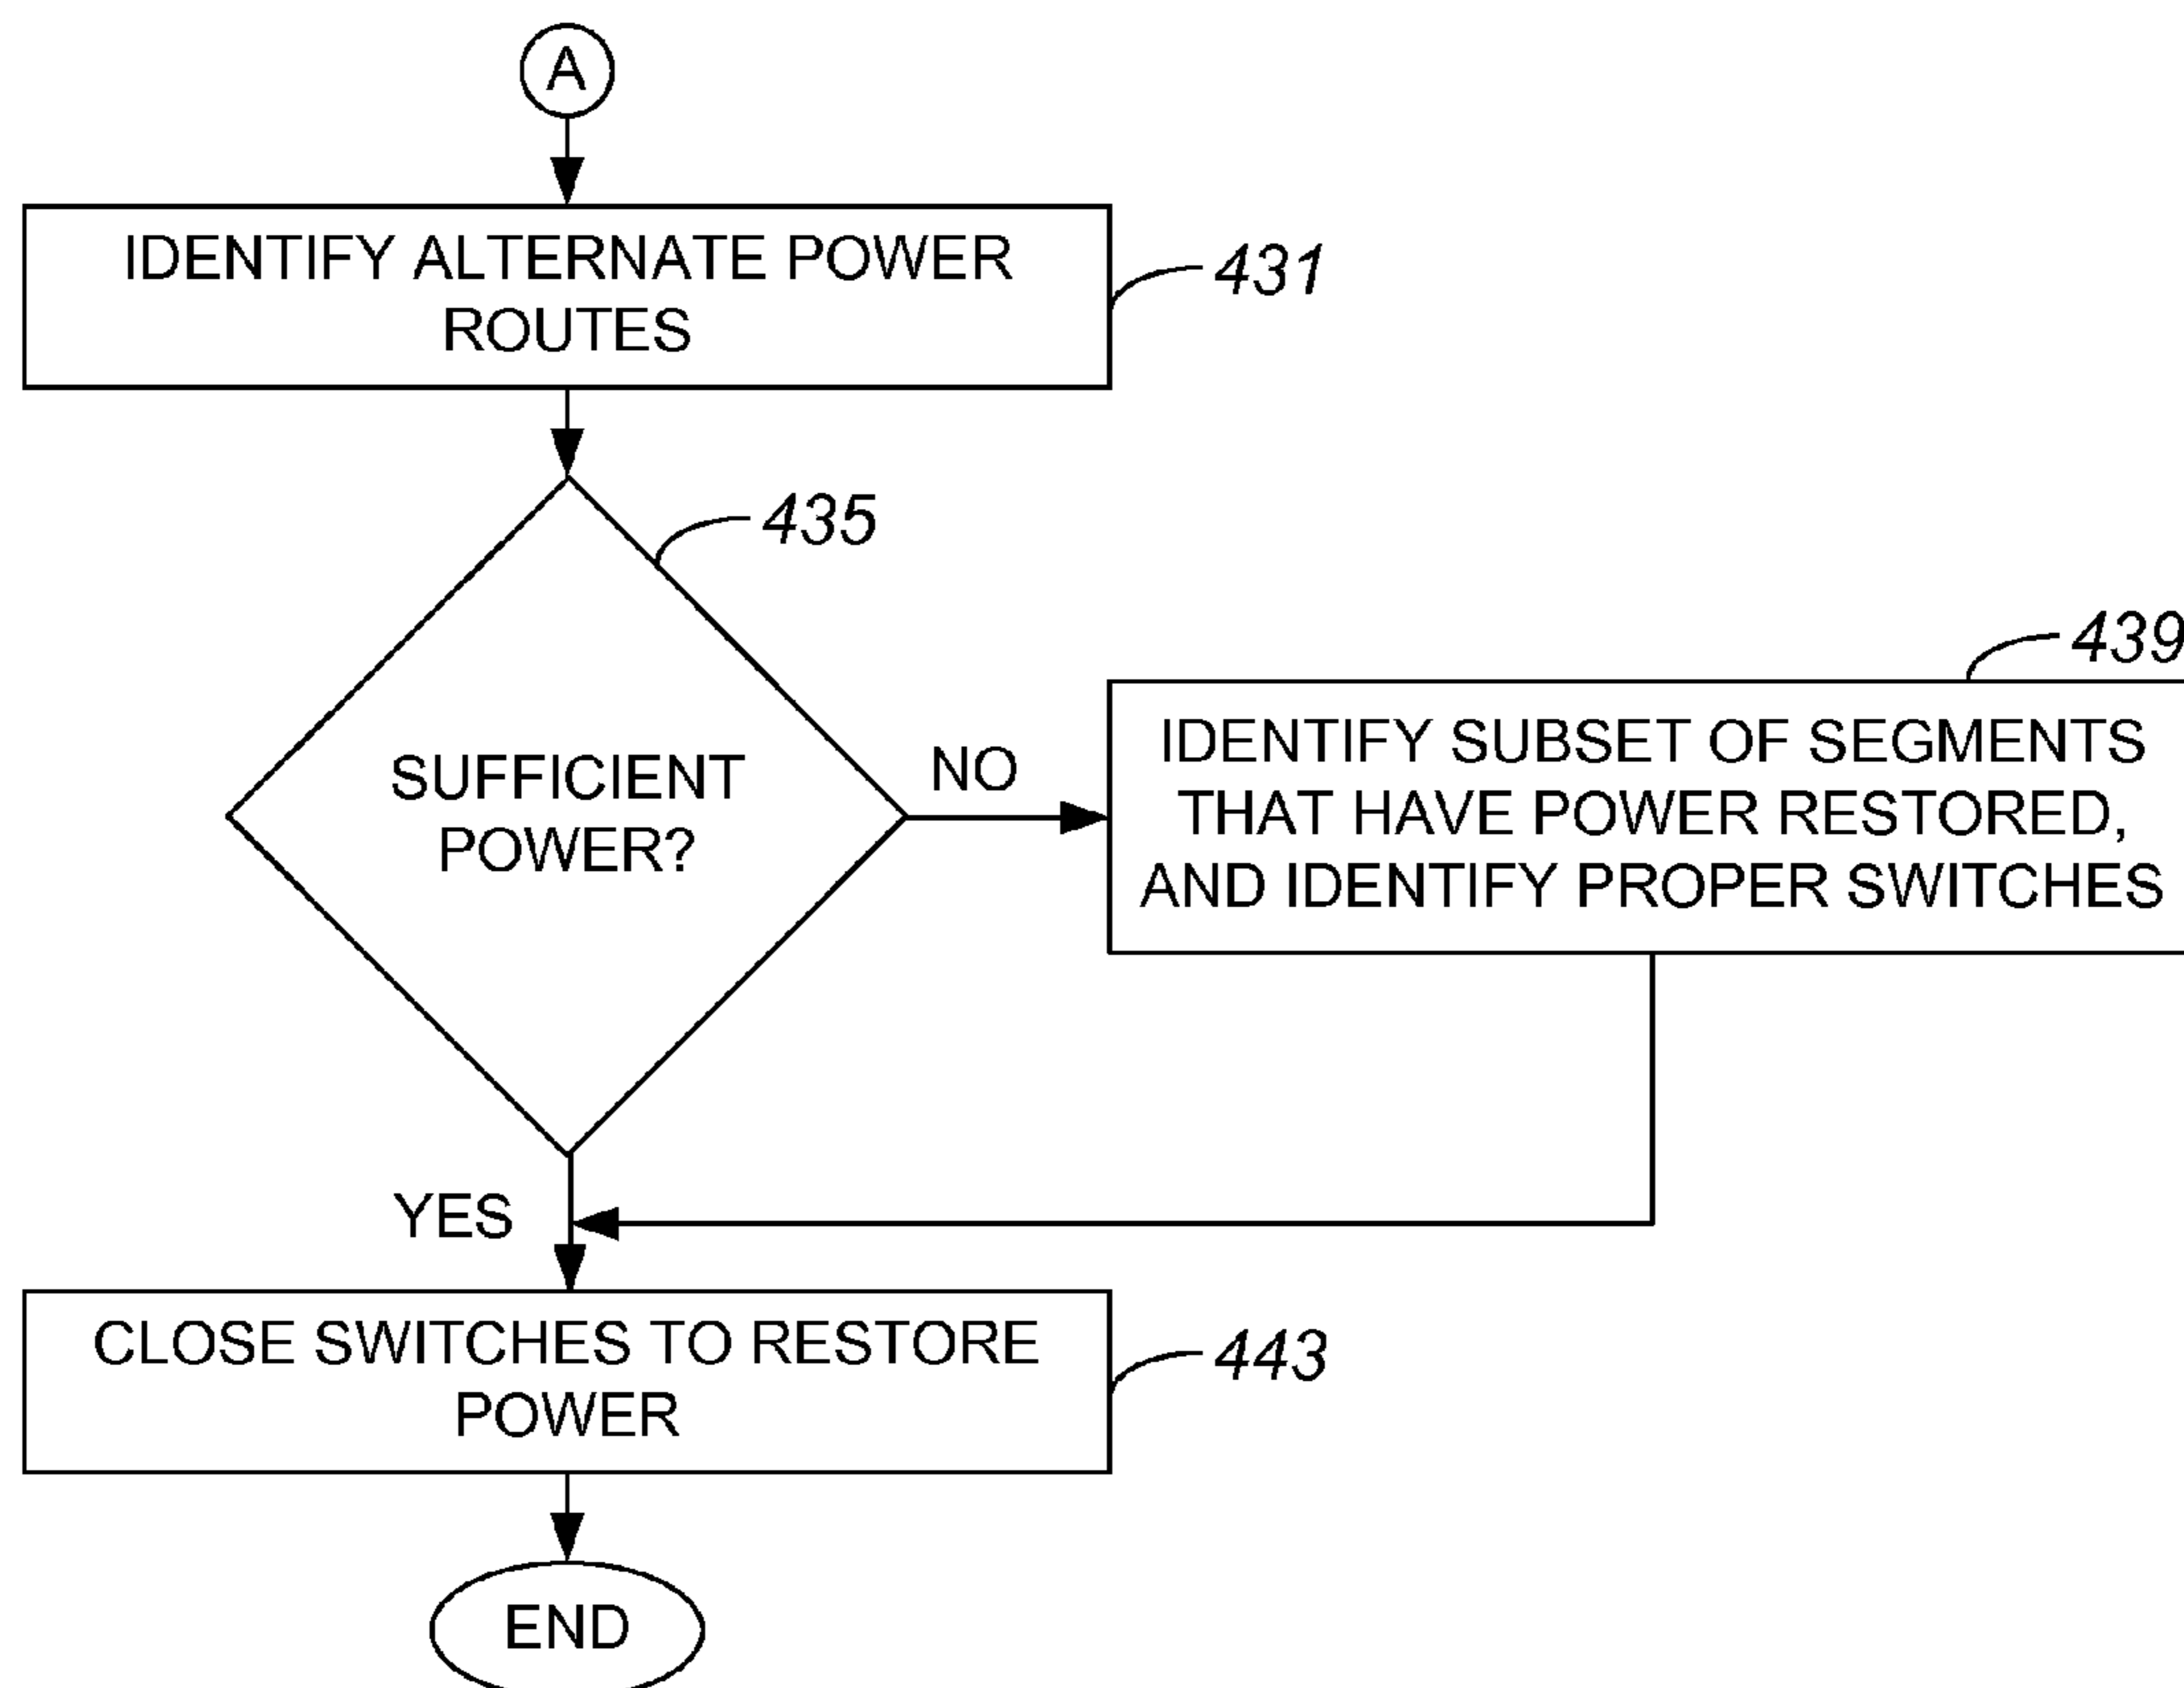 A
IDENTIFY ALTERNATE POWER
ROUTES
431
435
SUFFICIENT
POWER?
NO
439
IDENTIFY SUBSET OF SEGMENTS
THAT HAVE POWER RESTORED,
AND IDENTIFY PROPER SWITCHES
YES
CLOSE SWITCHES TO RESTORE
POWER
443
END